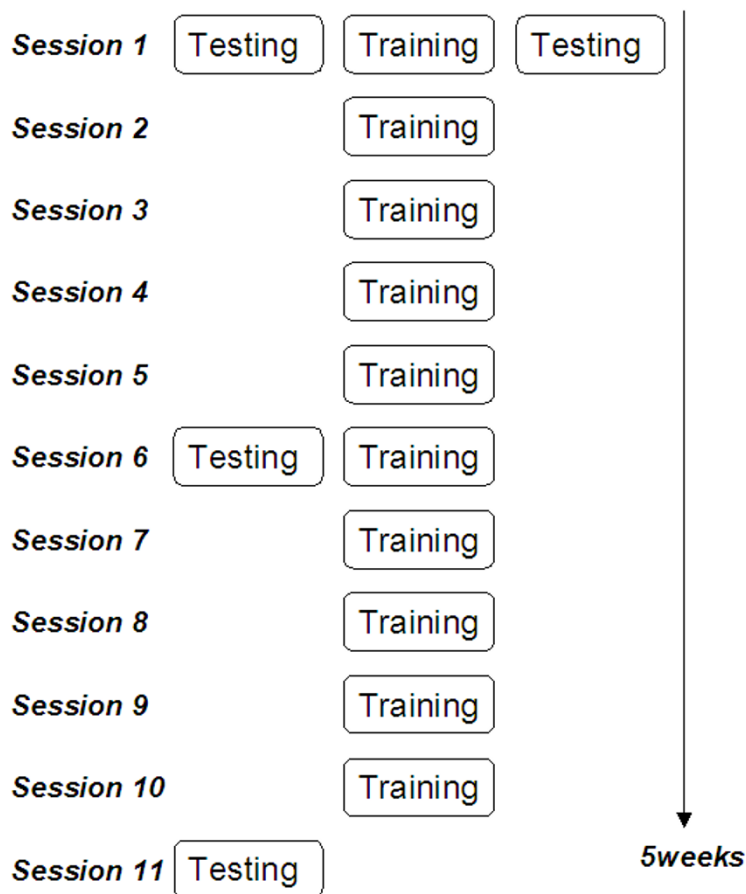 Session 1 Testing Training Testing
Session 2 Training
Session 3 Training
Session 4 Training
Session 5 Training
Session 6 Testing Training
Session 7 Training
Session 8 Training
Session 9 Training
Session 10 Training
5weeks
Session 11 Testing